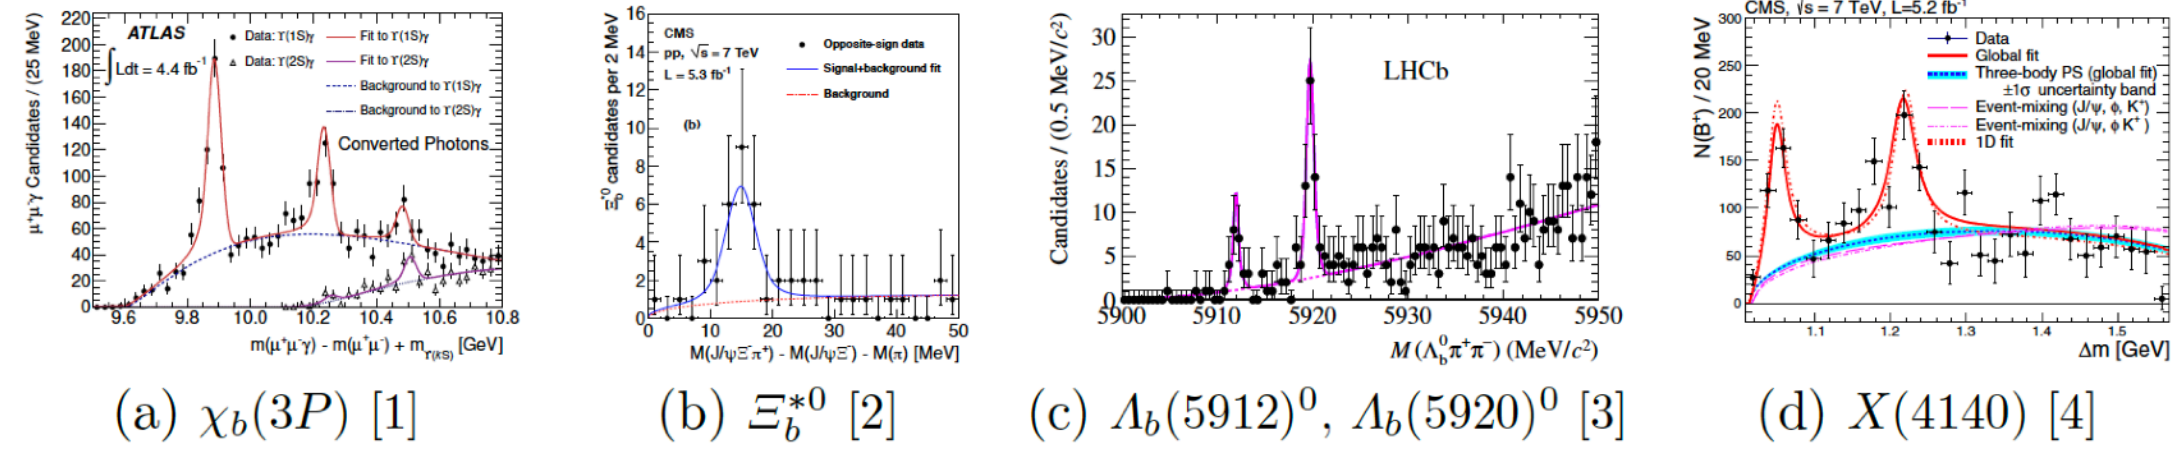 ATLAS
∫ Ldt = 4.4 fb⁻¹
Data: ϒ(1S)γ
Data: ϒ(2S)γ
Fit to ϒ(1S)γ
Fit to ϒ(2S)γ
Background to ϒ(1S)γ
Background to ϒ(2S)γ
Converted Photons
μ⁺μ⁻γ Candidates / (25 MeV)
220
200
180
160
140
120
100
80
60
40
20
0
9.6 9.8 10.0 10.2 10.4 10.6 10.8
m(μ⁺μ⁻γ) - m(μ⁺μ⁻) + m_ϒ(kS) [GeV]
(a) χ_b(3P) [1]
CMS
pp, √s = 7 TeV
L = 5.3 fb⁻¹
(b)
Opposite-sign data
Signal+background fit
Background
Ξ_b*⁰ candidates per 2 MeV
16
14
12
10
8
6
4
2
0
0 10 20 30 40 50
M(J/ψΞ⁻π⁺) - M(J/ψΞ⁻) - M(π) [MeV]
(b) Ξ_b*⁰ [2]
LHCb
Candidates / (0.5 MeV/c²)
30
25
20
15
10
5
0
5900 5910 5920 5930 5940 5950
M(Λ_b⁰π⁺π⁻) (MeV/c²)
(c) Λ_b(5912)⁰, Λ_b(5920)⁰ [3]
CMS, √s = 7 TeV, L=5.2 fb⁻¹
Data
Global fit
Three-body PS (global fit)
±1σ uncertainty band
Event-mixing (J/ψ, φ, K⁺)
Event-mixing (J/ψ, φ K⁺)
1D fit
N(B⁺) / 20 MeV
300
250
200
150
100
50
0
1.1 1.2 1.3 1.4 1.5
Δm [GeV]
(d) X(4140) [4]